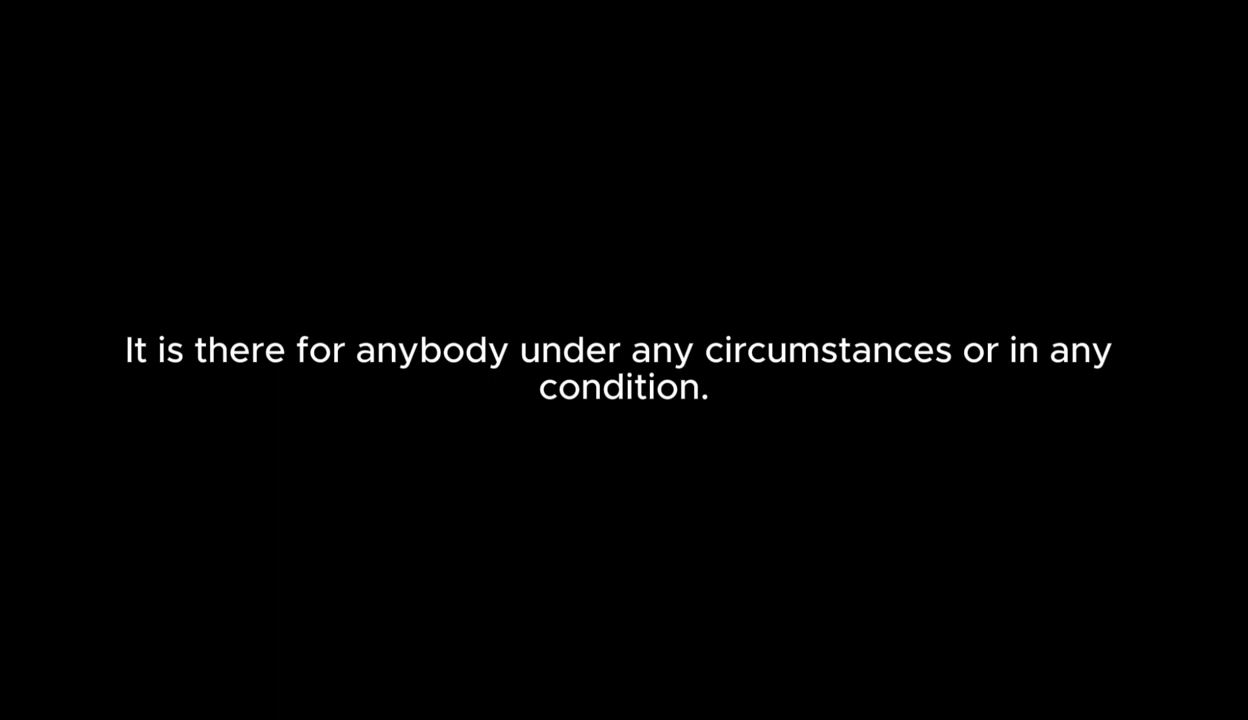 It is there for anybody under any circumstances or in any
condition.